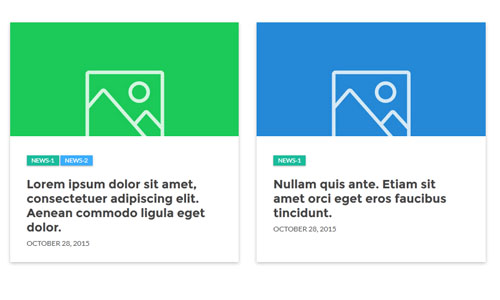 NEWS-1 NEWS-2
Lorem ipsum dolor sit amet,
consectetuer adipiscing elit.
Aenean commodo ligula eget
dolor.
OCTOBER 28, 2015
NEWS-1
Nullam quis ante. Etiam sit
amet orci eget eros faucibus
tincidunt.
OCTOBER 28, 2015